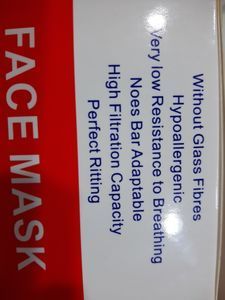 Without Glass Fibres
Hypoallergenic
Very low Resistance to Breathing
Noes Bar Adaptable
High Filtration Capacity
Perfect Ritting
FACE MASK